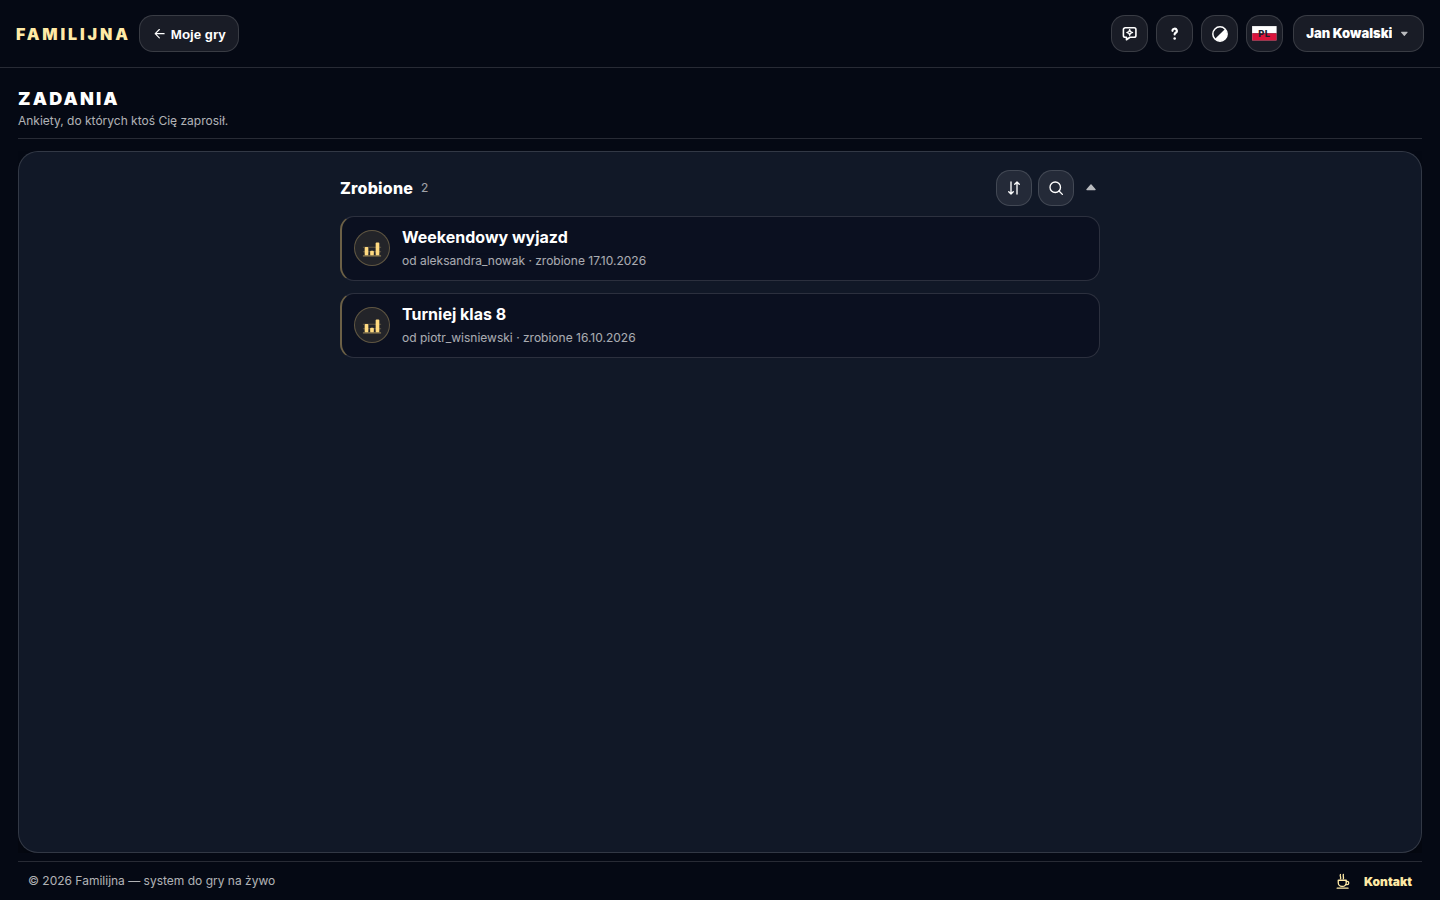 FAMILIJNA
← Moje gry
?
PL
Jan Kowalski
ZADANIA
Ankiety, do których ktoś Cię zaprosił.
Zrobione 2
Weekendowy wyjazd
od aleksandra_nowak · zrobione 17.10.2026
Turniej klas 8
od piotr_wisniewski · zrobione 16.10.2026
© 2026 Familijna — system do gry na żywo
Kontakt